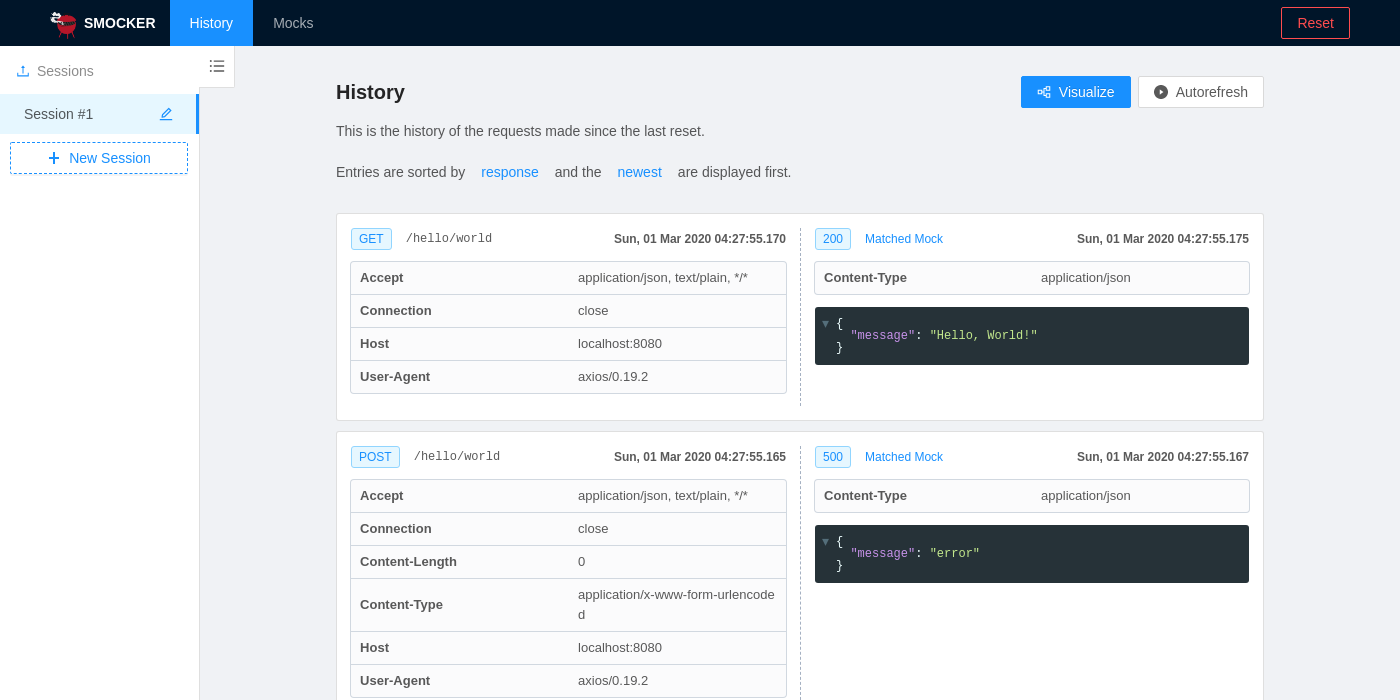 SMOCKER History Mocks Reset
Sessions
Session #1
New Session
History
Visualize Autorefresh
This is the history of the requests made since the last reset.
Entries are sorted by response and the newest are displayed first.
GET /hello/world Sun, 01 Mar 2020 04:27:55.170
Accept application/json, text/plain, */*
Connection close
Host localhost:8080
User-Agent axios/0.19.2
200 Matched Mock Sun, 01 Mar 2020 04:27:55.175
Content-Type application/json
{
"message": "Hello, World!"
}
POST /hello/world Sun, 01 Mar 2020 04:27:55.165
Accept application/json, text/plain, */*
Connection close
Content-Length 0
Content-Type application/x-www-form-urlencode
d
Host localhost:8080
User-Agent axios/0.19.2
500 Matched Mock Sun, 01 Mar 2020 04:27:55.167
Content-Type application/json
{
"message": "error"
}